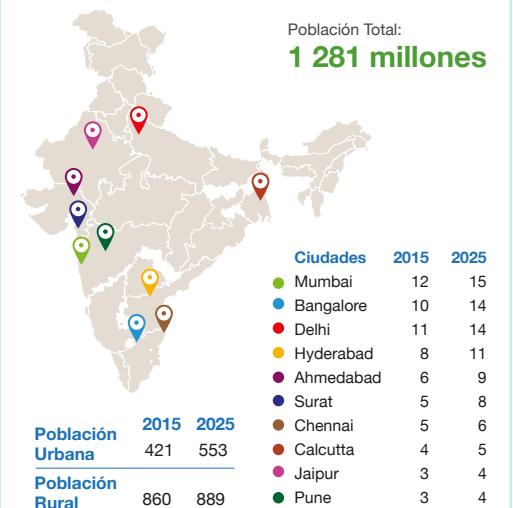 Población Total:
1 281 millones
Ciudades 2015 2025
Mumbai 12 15
Bangalore 10 14
Delhi 11 14
Hyderabad 8 11
Ahmedabad 6 9
Surat 5 8
Chennai 5 6
Calcutta 4 5
Jaipur 3 4
Pune 3 4
2015 2025
Población
Urbana 421 553
Población
Rural 860 889